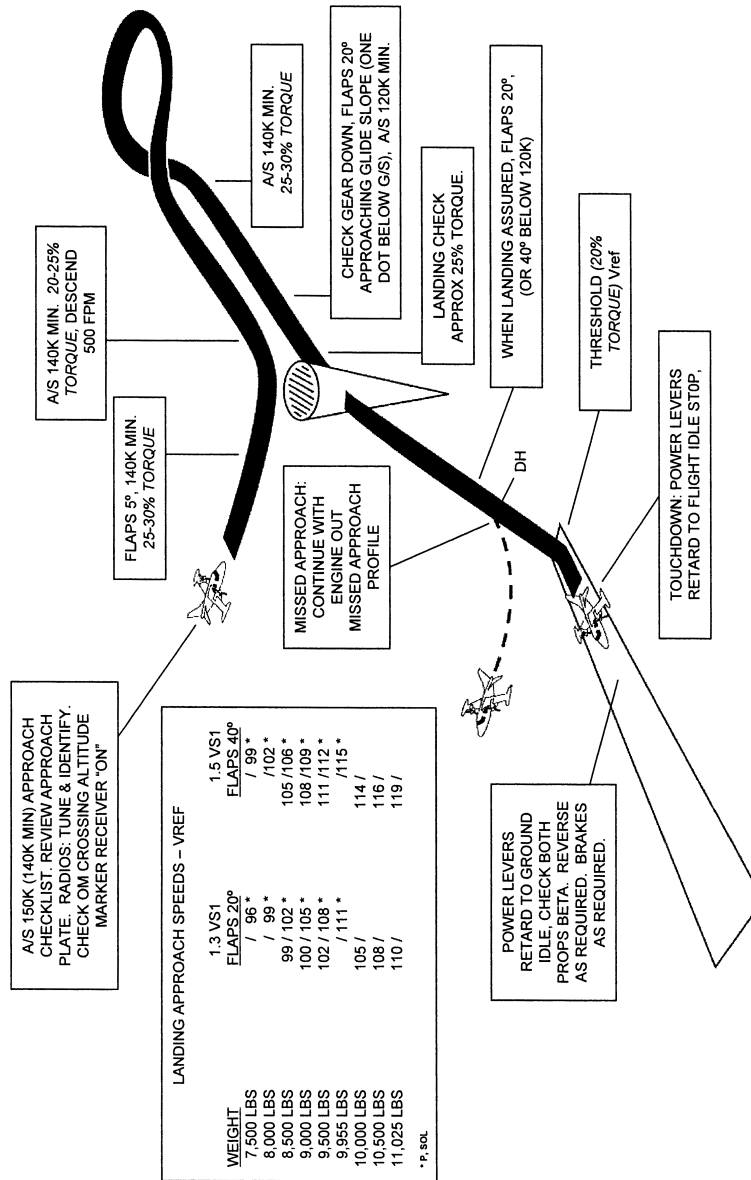 A/S 150K (140K MIN) APPROACH
CHECKLIST. REVIEW APPROACH
PLATE. RADIOS: TUNE & IDENTIFY.
CHECK OM CROSSING ALTITUDE
MARKER RECEIVER "ON"
FLAPS 5º, 140K MIN.
25-30% TORQUE
A/S 140K MIN. 20-25%
TORQUE, DESCEND
500 FPM
A/S 140K MIN.
25-30% TORQUE
CHECK GEAR DOWN, FLAPS 20º
APPROACHING GLIDE SLOPE (ONE
DOT BELOW G/S), A/S 120K MIN.
LANDING CHECK
APPROX 25% TORQUE.
WHEN LANDING ASSURED, FLAPS 20º,
(OR 40º BELOW 120K)
MISSED APPROACH:
CONTINUE WITH
ENGINE OUT
MISSED APPROACH
PROFILE
DH
THRESHOLD (20%
TORQUE) Vref
TOUCHDOWN: POWER LEVERS
RETARD TO FLIGHT IDLE STOP,
POWER LEVERS
RETARD TO GROUND
IDLE, CHECK BOTH
PROPS BETA. REVERSE
AS REQUIRED. BRAKES
AS REQUIRED.
LANDING APPROACH SPEEDS – VREF
1.3 VS1 1.5 VS1
WEIGHT FLAPS 20º FLAPS 40º
7,500 LBS / 96 * / 99 *
8,000 LBS / 99 * /102 *
8,500 LBS 99 / 102 * 105 /106 *
9,000 LBS 100 / 105 * 108 /109 *
9,500 LBS 102 / 108 * 111 /112 *
9,955 LBS / 111 * /115 *
10,000 LBS 105 / 114 /
10,500 LBS 108 / 116 /
11,025 LBS 110 / 119 /
* P, SOL